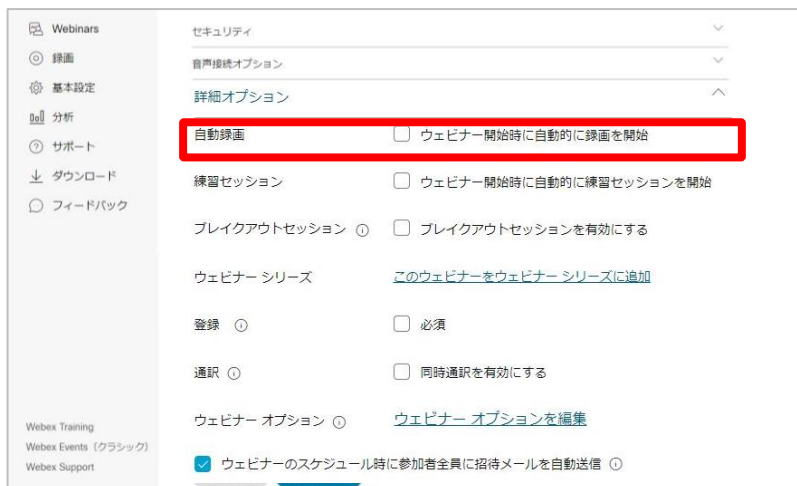 Webinars
録画
基本設定
分析
サポート
ダウンロード
フィードバック
Webex Training
Webex Events（クラシック）
Webex Support
セキュリティ
音声接続オプション
詳細オプション
自動録画 ウェビナー開始時に自動的に録画を開始
練習セッション ウェビナー開始時に自動的に練習セッションを開始
ブレイクアウトセッション ブレイクアウトセッションを有効にする
ウェビナー シリーズ このウェビナーをウェビナー シリーズに追加
登録 必須
通訳 同時通訳を有効にする
ウェビナー オプション ウェビナー オプションを編集
ウェビナーのスケジュール時に参加者全員に招待メールを自動送信